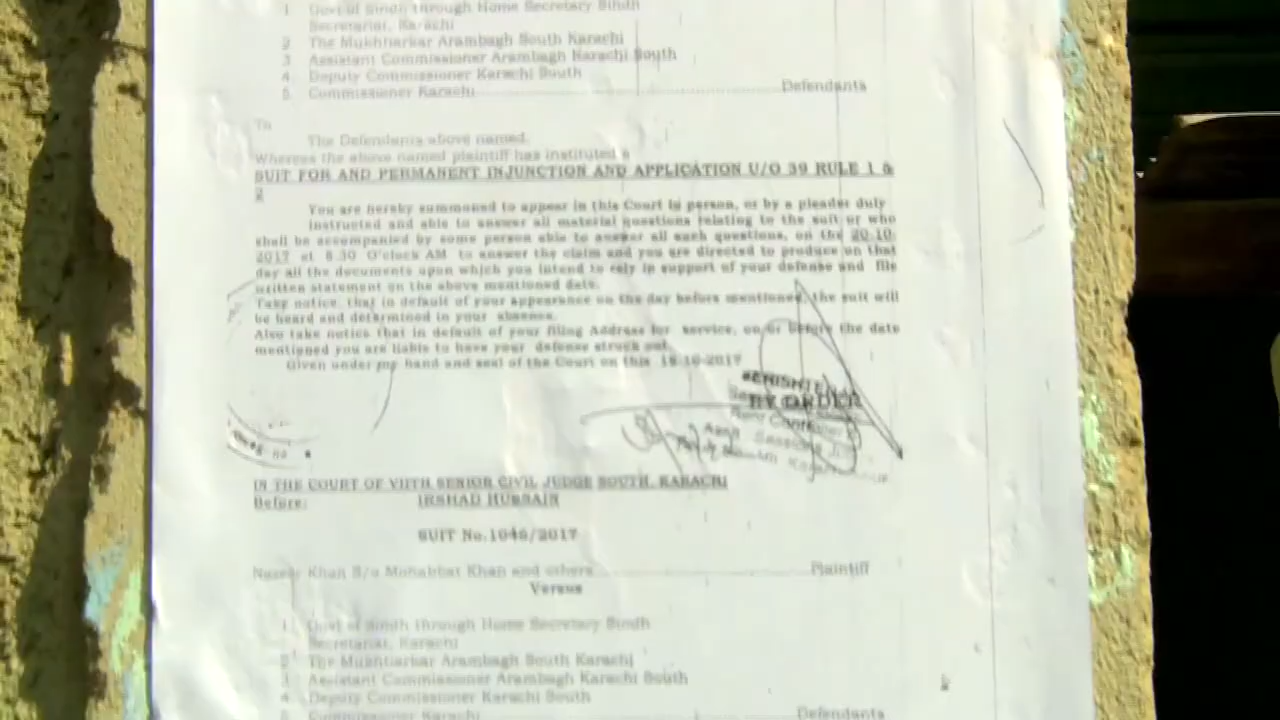 1. Govt of Sindh through Home Secretary Sindh
Secretariat, Karachi
2 The Mukhtiarkar Arambagh South Karachi
3 Assistant Commissioner Arambagh Karachi South
4. Deputy Commissioner Karachi South
5. Commissioner Karachi Defendants
To
The Defendants above named.
Whereas the above named plaintiff has instituted a
SUIT FOR AND PERMANENT INJUNCTION AND APPLICATION U/O 39 RULE 1 &
2
You are hereby summoned to appear in this Court in person, or by a pleader duly
instructed and able to answer all material questions relating to the suit or who
shall be accompanied by some person able to answer all such questions, on the 20-10-
2017 at 8.30 O'clock AM to answer the claim and you are directed to produce on that
day all the documents upon which you intend to rely in support of your defense and file
written statement on the above mentioned date.
Take notice, that in default of your appearance on the day before mentioned, the suit will
be heard and determined in your absence.
Also take notice that in default of your filing Address for service, on or before the date
mentioned you are liable to have your defense struck out.
Given under my hand and seal of the Court on this -10-2017
BY ORDER
IN THE COURT OF VIITH SENIOR CIVIL JUDGE SOUTH, KARACHI
Before: IRSHAD HUSSAIN
SUIT No.1046/2017
Khan S/o Mohabbat Khan and others Plaintiff
Versus
1. Govt of Sindh through Home Secretary Sindh
Secretariat, Karachi
2 The Mukhtiarkar Arambagh South Karachi
3 Assistant Commissioner Arambagh Karachi South
4. Deputy Commissioner Karachi South
5. Commissioner Karachi Defendants